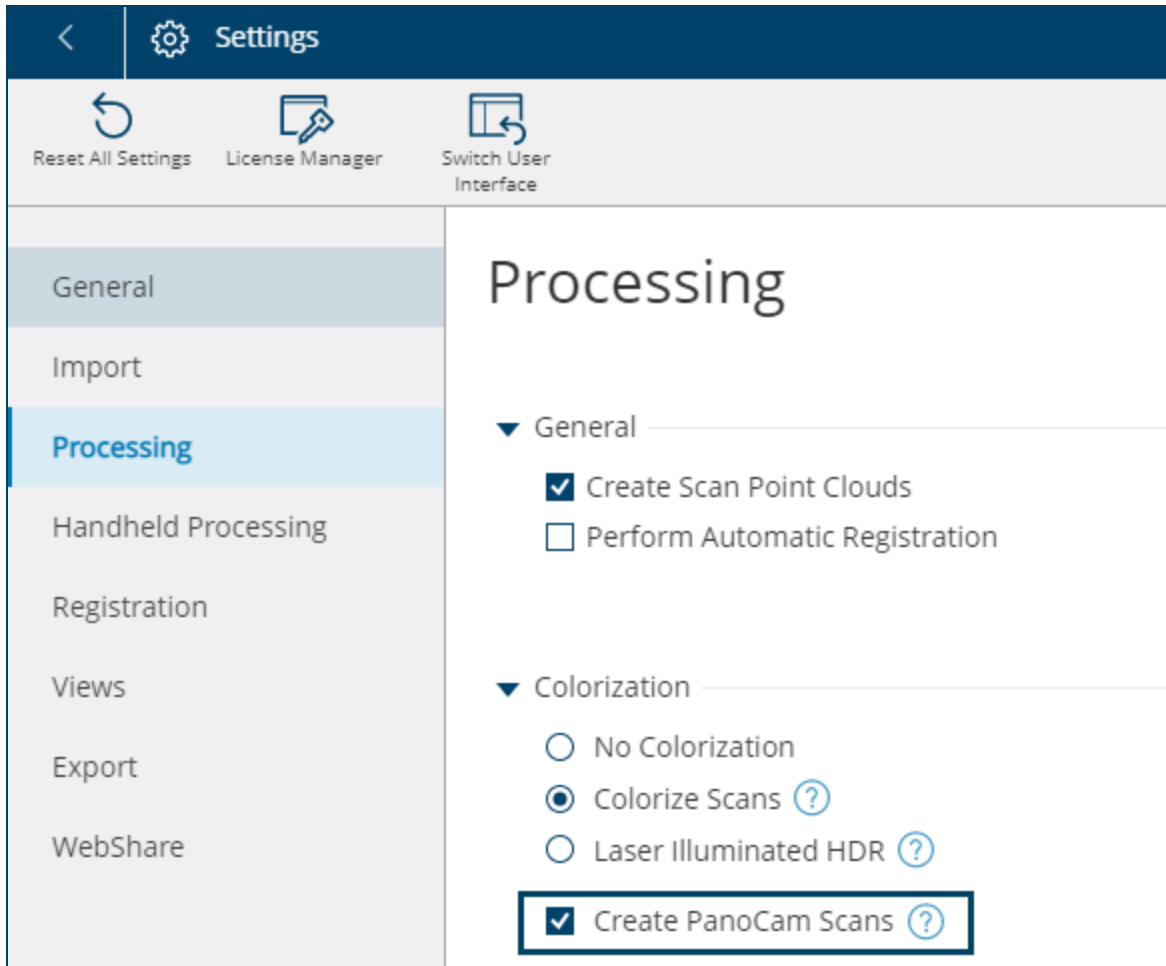 Settings
Reset All Settings
License Manager
Switch User
Interface
General
Import
Processing
Handheld Processing
Registration
Views
Export
WebShare
Processing
General
Create Scan Point Clouds
Perform Automatic Registration
Colorization
No Colorization
Colorize Scans ?
Laser Illuminated HDR ?
Create PanoCam Scans ?